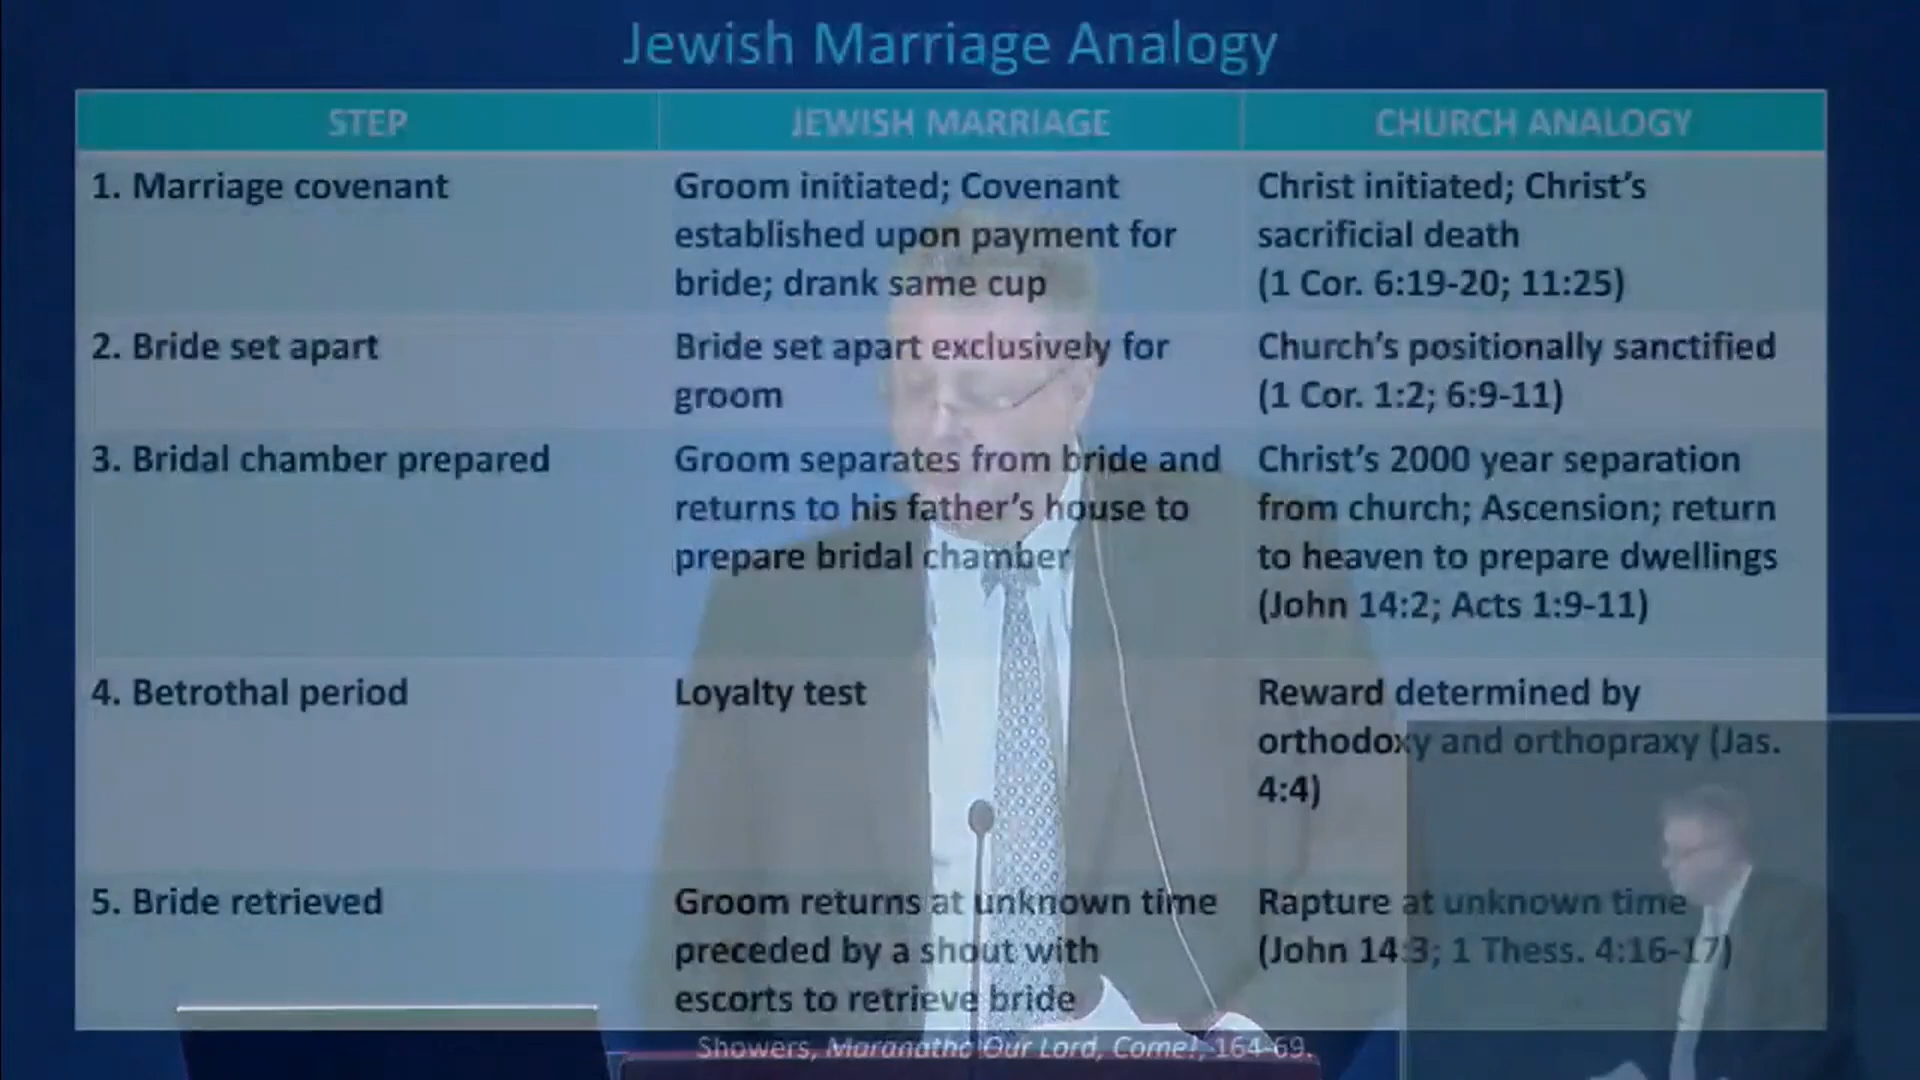 Jewish Marriage Analogy
STEP
JEWISH MARRIAGE
CHURCH ANALOGY
1. Marriage covenant
Groom initiated; Covenant
established upon payment for
bride; drank same cup
Christ initiated; Christ's
sacrificial death
(1 Cor. 6:19-20; 11:25)
2. Bride set apart
Bride set apart exclusively for
groom
Church's positionally sanctified
(1 Cor. 1:2; 6:9-11)
3. Bridal chamber prepared
Groom separates from bride and
returns to his father's house to
prepare bridal chamber
Christ's 2000 year separation
from church; Ascension; return
to heaven to prepare dwellings
(John 14:2; Acts 1:9-11)
4. Betrothal period
Loyalty test
Reward determined by
orthodoxy and orthopraxy (Jas.
4:4)
5. Bride retrieved
Groom returns at unknown time
preceded by a shout with
escorts to retrieve bride
Rapture at unknown time
(John 14:3; 1 Thess. 4:16-17)
Showers, Maranatha Our Lord, Come!, 164-69.